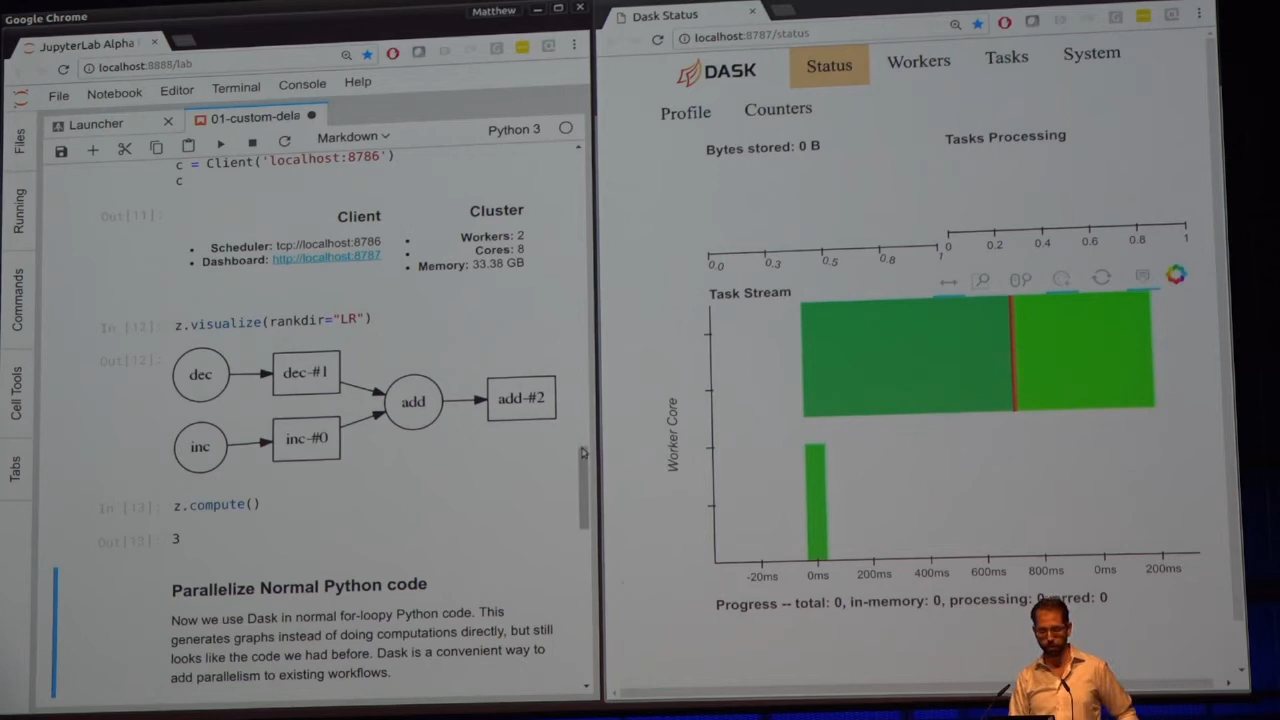 Google Chrome
Matthew
JupyterLab Alpha
localhost:8888/lab
File Notebook Editor Terminal Console Help
Files
Running
Commands
Cell Tools
Tabs
Launcher
01-custom-dela
Markdown
Python 3
c = Client('localhost:8786')
c
Out[11]
Client
Scheduler: tcp://localhost:8786
Dashboard: http://localhost:8787
Cluster
Workers: 2
Cores: 8
Memory: 33.38 GB
In [12]
z.visualize(rankdir="LR")
Out[12]
dec
dec-#1
inc
inc-#0
add
add-#2
In [13]
z.compute()
Out[13]
3
Parallelize Normal Python code
Now we use Dask in normal for-loopy Python code. This
generates graphs instead of doing computations directly, but still
looks like the code we had before. Dask is a convenient way to
add parallelism to existing workflows.
Dask Status
localhost:8787/status
DASK
Status Workers Tasks System
Profile Counters
Bytes stored: 0 B
0.0 0.3 0.5 0.8 1
Tasks Processing
0 0.2 0.4 0.6 0.8 1
Task Stream
Worker Core
-20ms 0ms 200ms 400ms 600ms 800ms 0ms 200ms
Progress -- total: 0, in-memory: 0, processing: 0
0